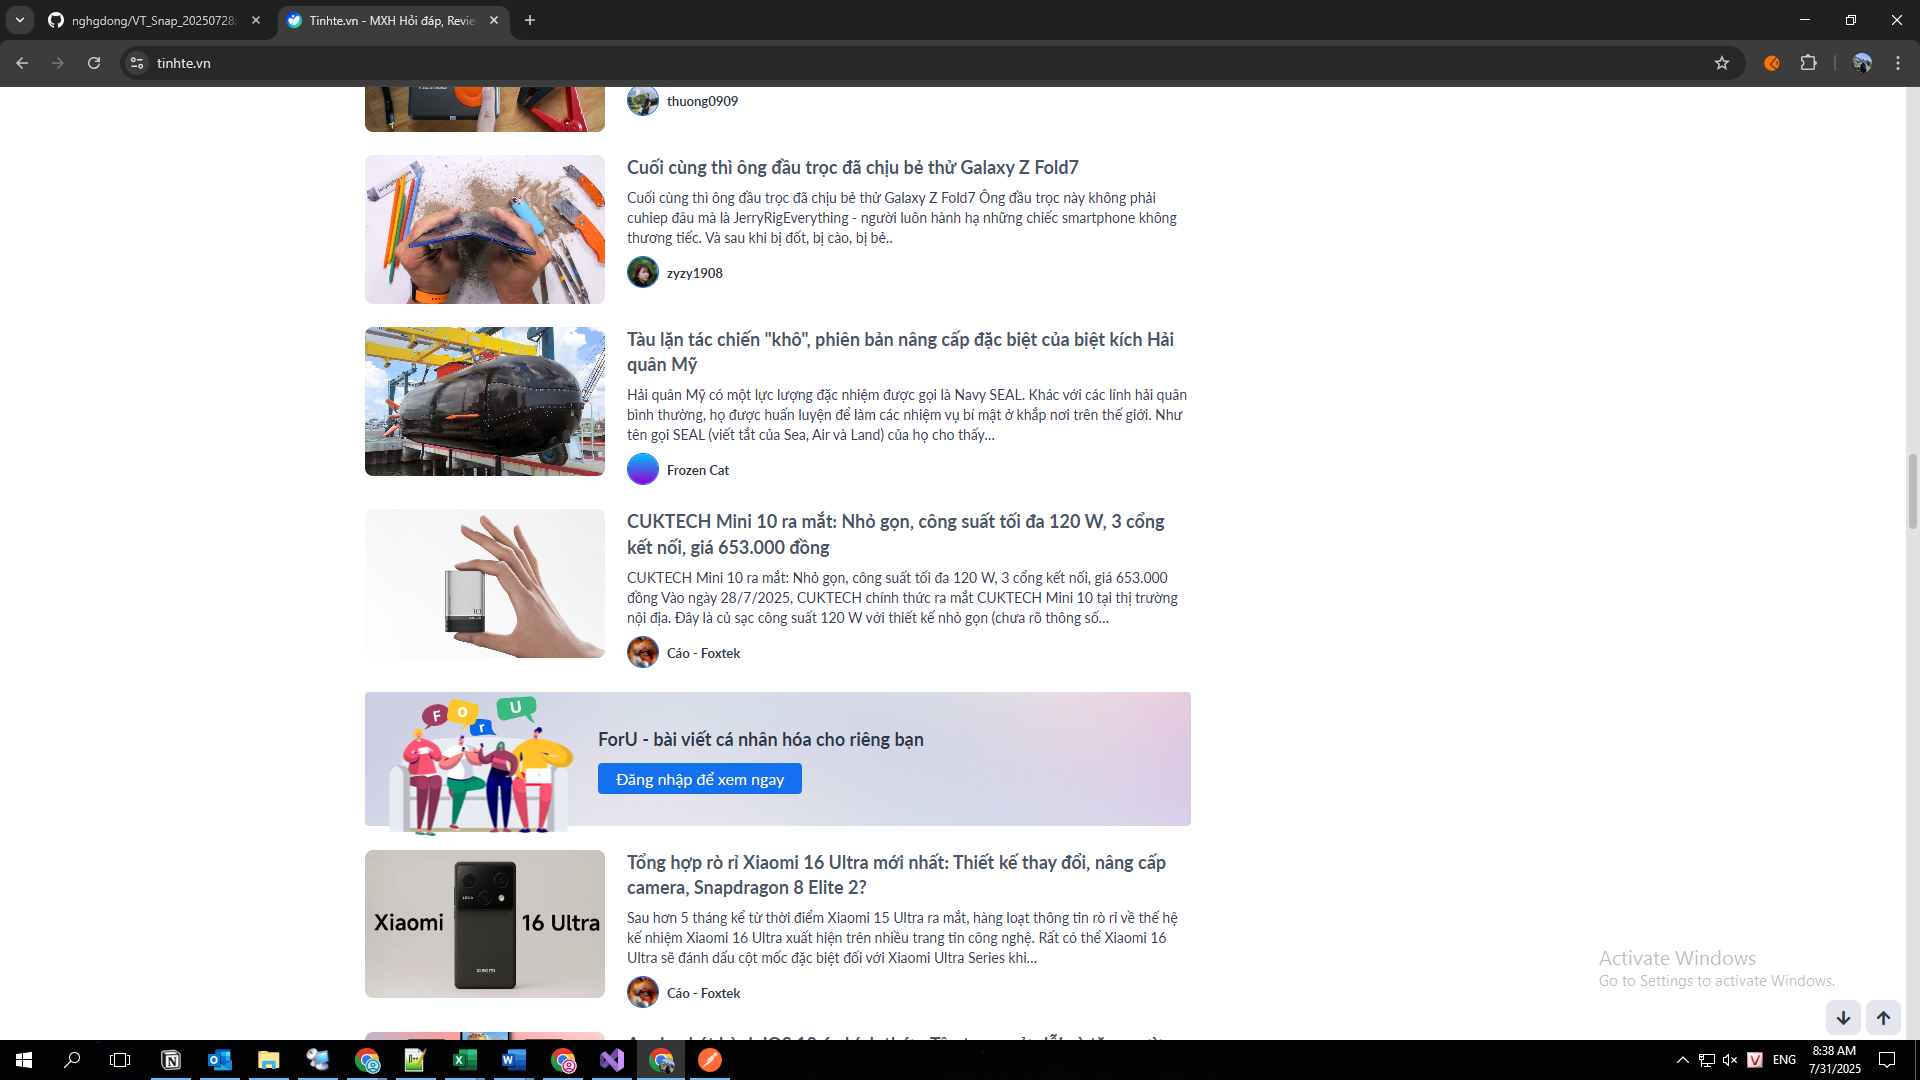 nghgdong/VT_Snap_20250728
Tinhte.vn - MXH Hỏi đáp, Revie
tinhte.vn
thuong0909
Cuối cùng thì ông đầu trọc đã chịu bẻ thử Galaxy Z Fold7
Cuối cùng thì ông đầu trọc đã chịu bẻ thử Galaxy Z Fold7 Ông đầu trọc này không phải
cuhiep đâu mà là JerryRigEverything - người luôn hành hạ những chiếc smartphone không
thương tiếc. Và sau khi bị đốt, bị cào, bị bẻ..
zyzy1908
Tàu lặn tác chiến "khô", phiên bản nâng cấp đặc biệt của biệt kích Hải
quân Mỹ
Hải quân Mỹ có một lực lượng đặc nhiệm được gọi là Navy SEAL. Khác với các lính hải quân
bình thường, họ được huấn luyện để làm các nhiệm vụ bí mật ở khắp nơi trên thế giới. Như
tên gọi SEAL (viết tắt của Sea, Air và Land) của họ cho thấy...
Frozen Cat
CUKTECH Mini 10 ra mắt: Nhỏ gọn, công suất tối đa 120 W, 3 cổng
kết nối, giá 653.000 đồng
CUKTECH Mini 10 ra mắt: Nhỏ gọn, công suất tối đa 120 W, 3 cổng kết nối, giá 653.000
đồng Vào ngày 28/7/2025, CUKTECH chính thức ra mắt CUKTECH Mini 10 tại thị trường
nội địa. Đây là củ sạc công suất 120 W với thiết kế nhỏ gọn (chưa rõ thông số...
10
Cáo - Foxtek
F o r U
ForU - bài viết cá nhân hóa cho riêng bạn
Đăng nhập để xem ngay
Xiaomi 16 Ultra
xiaomi
Tổng hợp rò rỉ Xiaomi 16 Ultra mới nhất: Thiết kế thay đổi, nâng cấp
camera, Snapdragon 8 Elite 2?
Sau hơn 5 tháng kể từ thời điểm Xiaomi 15 Ultra ra mắt, hàng loạt thông tin rò rỉ về thế hệ
kế nhiệm Xiaomi 16 Ultra xuất hiện trên nhiều trang tin công nghệ. Rất có thể Xiaomi 16
Ultra sẽ đánh dấu cột mốc đặc biệt đối với Xiaomi Ultra Series khi...
Cáo - Foxtek
Activate Windows
Go to Settings to activate Windows.
ENG
8:38 AM
7/31/2025